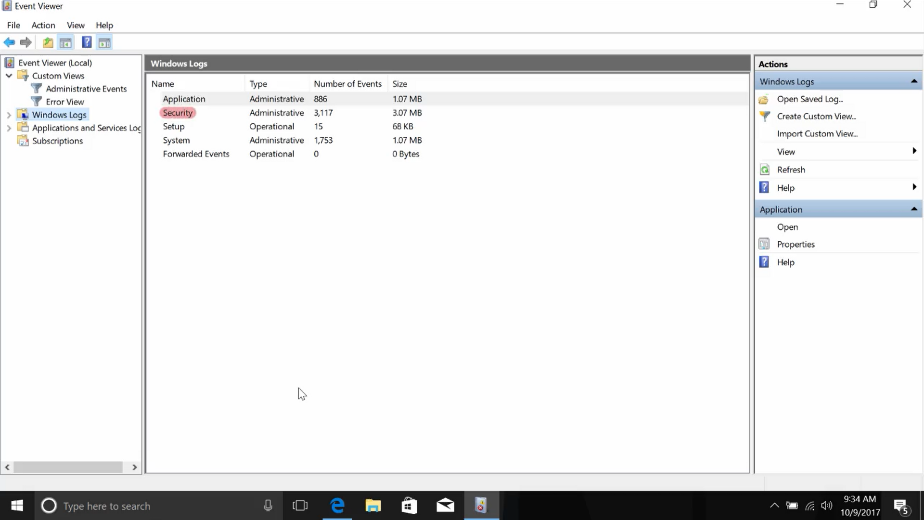 Event Viewer
File Action View Help
Event Viewer (Local)
Custom Views
Administrative Events
Error View
Windows Logs
Applications and Services Log
Subscriptions
Windows Logs
Name Type Number of Events Size
Application Administrative 886 1.07 MB
Security Administrative 3,117 3.07 MB
Setup Operational 15 68 KB
System Administrative 1,753 1.07 MB
Forwarded Events Operational 0 0 Bytes
Actions
Windows Logs
Open Saved Log...
Create Custom View...
Import Custom View...
View
Refresh
Help
Application
Open
Properties
Help
Type here to search
9:34 AM
10/9/2017
5